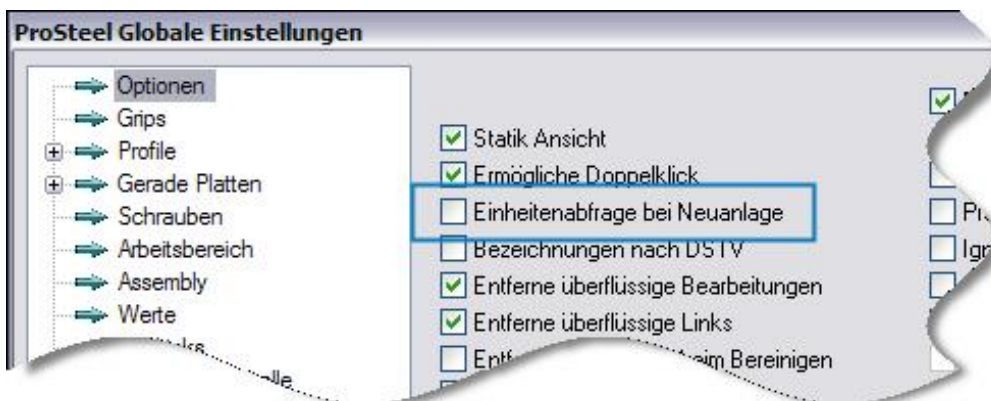 ProSteel Globale Einstellungen
Optionen
Grips
Profile
Gerade Platten
Schrauben
Arbeitsbereich
Assembly
Werte
Statik Ansicht
Ermögliche Doppelklick
Einheitenabfrage bei Neuanlage
Bezeichnungen nach DSTV
Entferne überflüssige Bearbeitungen
Entferne überflüssige Links
Bereinigen